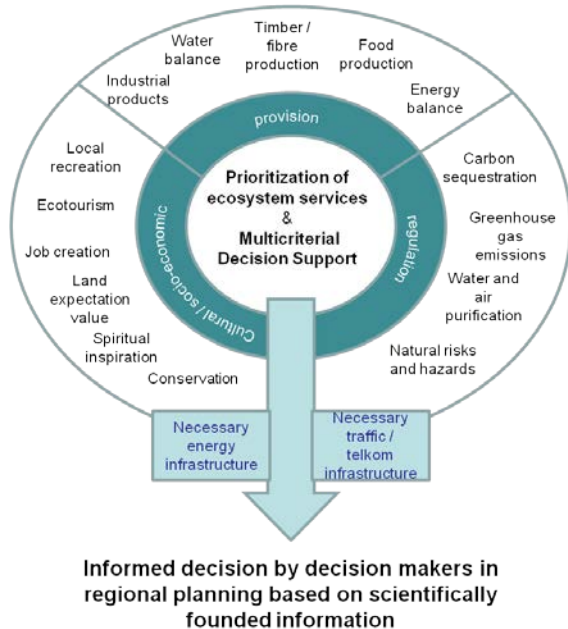 Timber /
fibre
production
Water
balance
Food
production
Industrial
products
Energy
balance
provision
Local
recreation
Ecotourism
Job creation
Land
expectation
value
Spiritual
inspiration
Conservation
Cultural / socio-economic
Prioritization of
ecosystem services
&
Multicriterial
Decision Support
regulation
Carbon
sequestration
Greenhouse
gas
emissions
Water and
air
purification
Natural risks
and hazards
Necessary
energy
infrastructure
Necessary
traffic /
telkom
infrastructure
Informed decision by decision makers in
regional planning based on scientifically
founded information